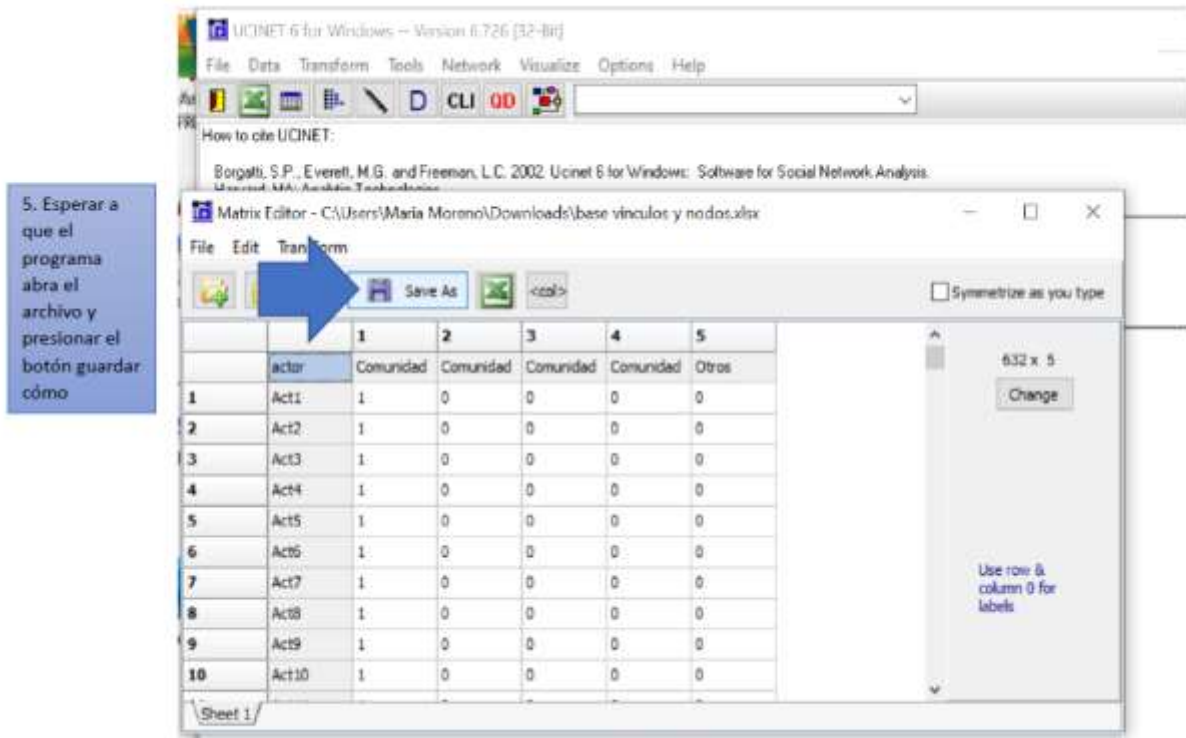 UCINET 6 for Windows -- Version 6.726 (32-Bit)
File Data Transform Tools Network Visualize Options Help
D CLI QD
How to cite UCINET:
Borgatti, S.P., Everett, M.G. and Freeman, L.C. 2002. Ucinet 6 for Windows: Software for Social Network Analysis.
5. Esperar a
que el
programa
abra el
archivo y
presionar el
botón guardar
cómo
Matrix Editor - C:\Users\Maria Moreno\Downloads\base vinculos y nodos.xlsx
File Edit
Save As <col> Symmetrize as you type
1 2 3 4 5
actor Comunidad Comunidad Comunidad Comunidad Otros
1 Act1 1 0 0 0 0
2 Act2 1 0 0 0 0
3 Act3 1 0 0 0 0
4 Act4 1 0 0 0 0
5 Act5 1 0 0 0 0
6 Act6 1 0 0 0 0
7 Act7 1 0 0 0 0
8 Act8 1 0 0 0 0
9 Act9 1 0 0 0 0
10 Act10 1 0 0 0 0
632 x 5
Change
Use row &
column 0 for
labels
Sheet 1